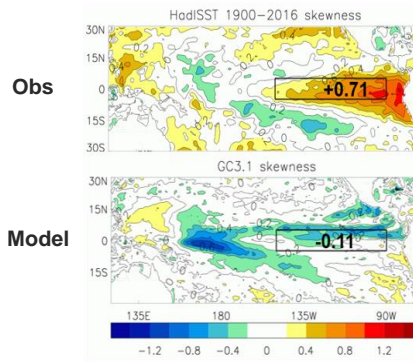 HadISST 1900-2016 skewness
Obs
30N
15N
0
15S
30S
+0.71
GC3.1 skewness
Model
30N
15N
0
15S
-0.11
135E 180 135W 90W
-1.2 -0.8 -0.4 0 0.4 0.8 1.2